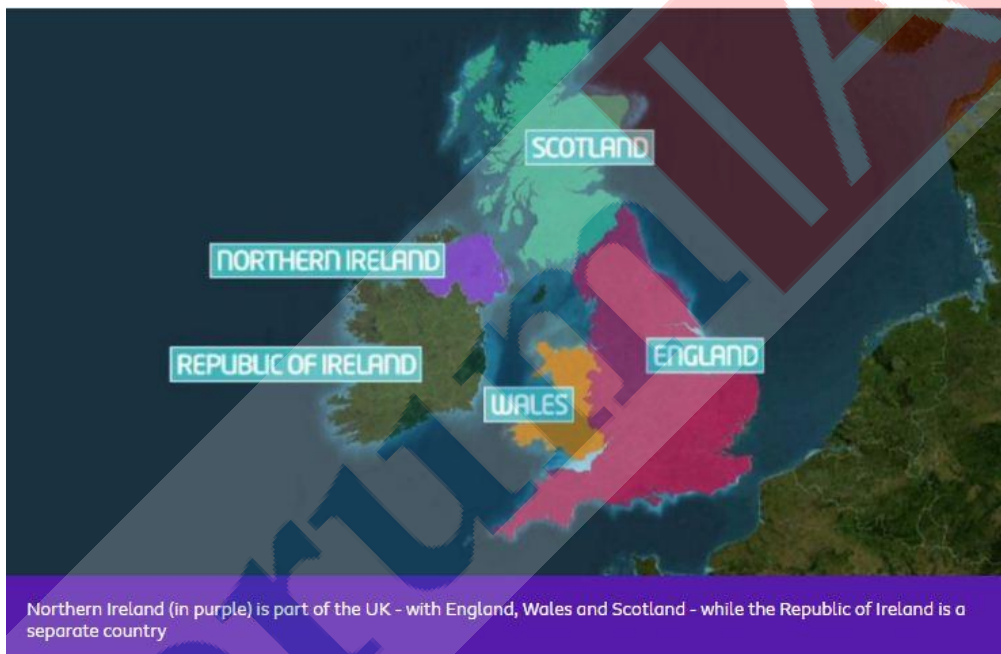 SCOTLAND
NORTHERN IRELAND
REPUBLIC OF IRELAND
ENGLAND
WALES
Northern Ireland (in purple) is part of the UK - with England, Wales and Scotland - while the Republic of Ireland is a
separate country